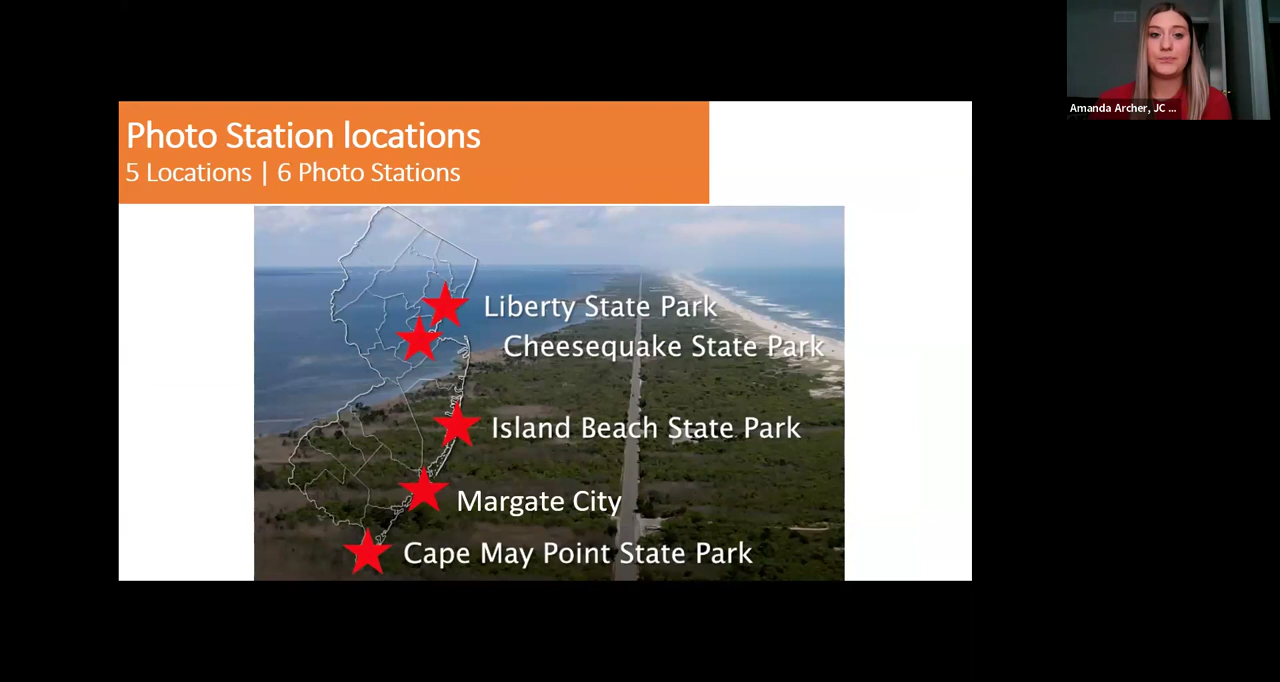 Photo Station locations
5 Locations | 6 Photo Stations
Liberty State Park
Cheesequake State Park
Island Beach State Park
Margate City
Cape May Point State Park
Amanda Archer, JC ...